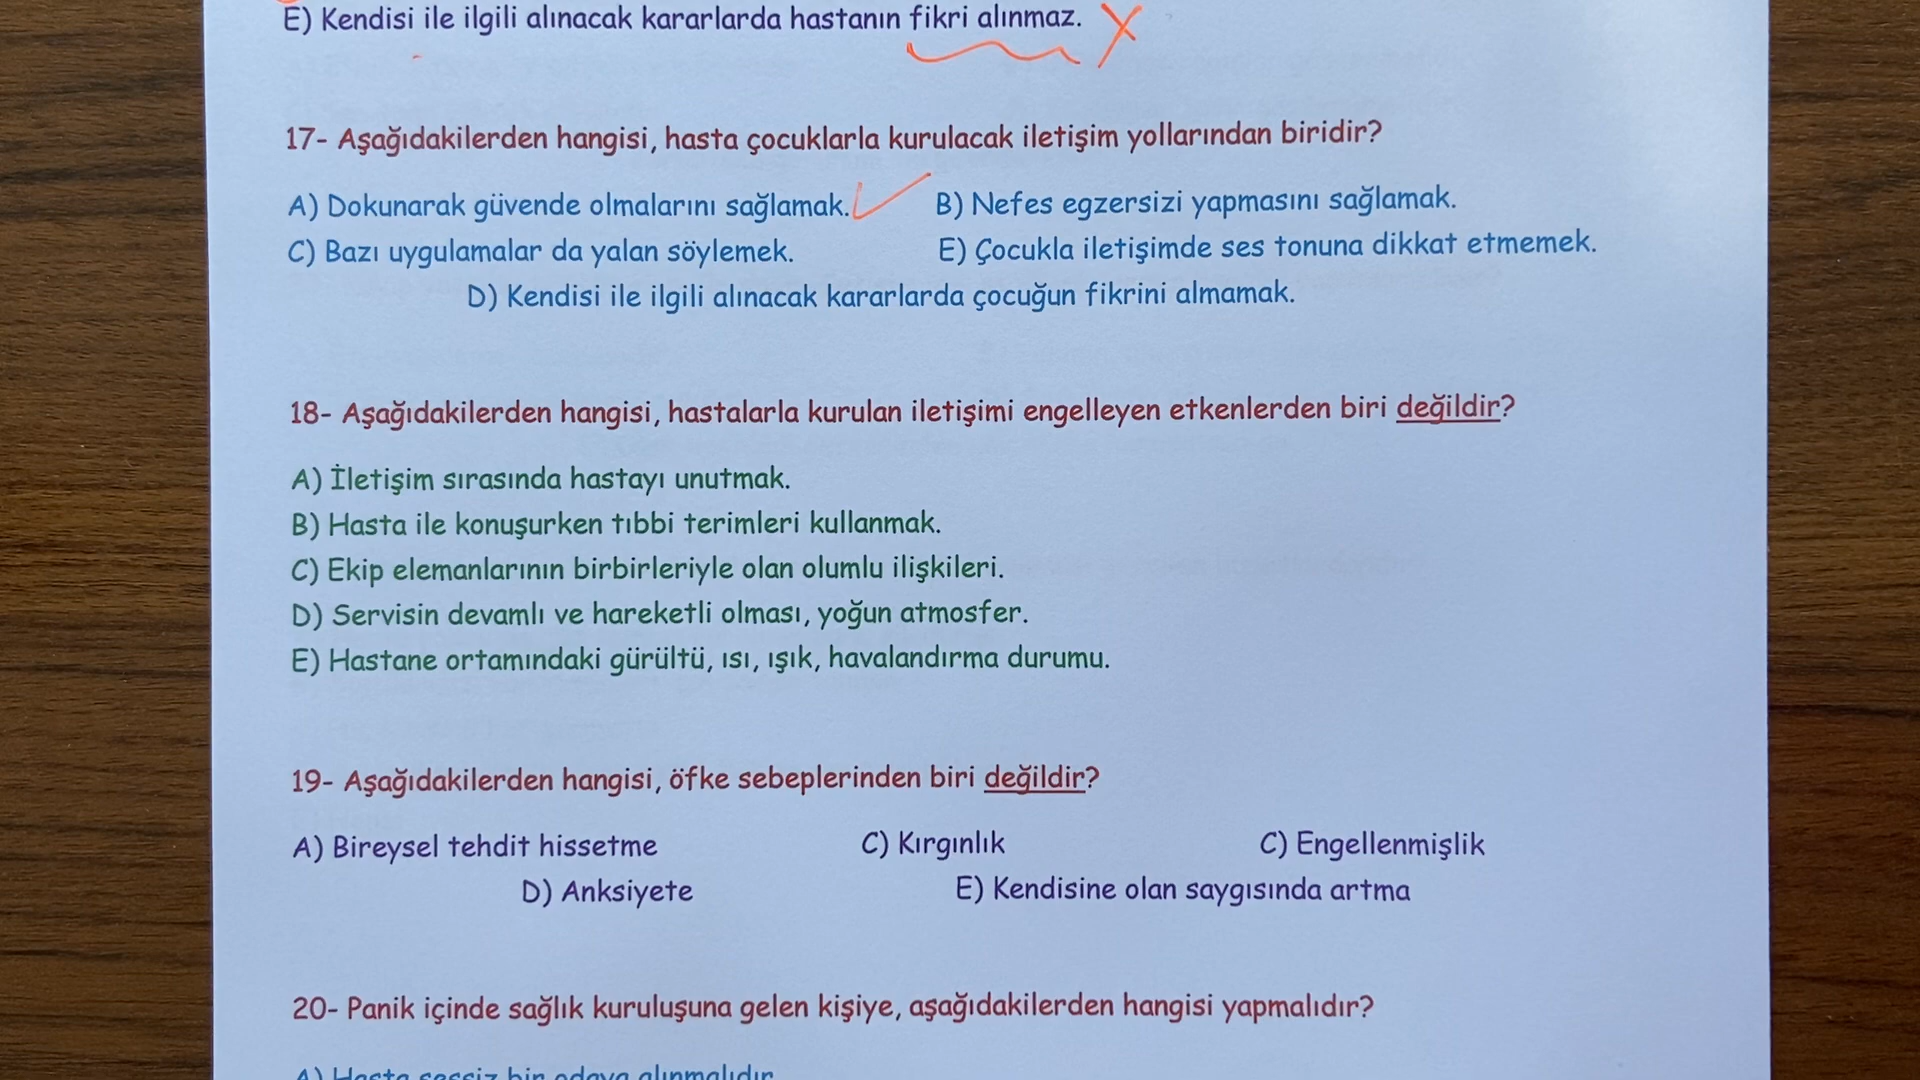 E) Kendisi ile ilgili alınacak kararlarda hastanın fikri alınmaz.
17- Aşağıdakilerden hangisi, hasta çocuklarla kurulacak iletişim yollarından biridir?
A) Dokunarak güvende olmalarını sağlamak. B) Nefes egzersizi yapmasını sağlamak.
C) Bazı uygulamalar da yalan söylemek. E) Çocukla iletişimde ses tonuna dikkat etmemek.
D) Kendisi ile ilgili alınacak kararlarda çocuğun fikrini almamak.
18- Aşağıdakilerden hangisi, hastalarla kurulan iletişimi engelleyen etkenlerden biri değildir?
A) İletişim sırasında hastayı unutmak.
B) Hasta ile konuşurken tıbbi terimleri kullanmak.
C) Ekip elemanlarının birbirleriyle olan olumlu ilişkileri.
D) Servisin devamlı ve hareketli olması, yoğun atmosfer.
E) Hastane ortamındaki gürültü, ısı, ışık, havalandırma durumu.
19- Aşağıdakilerden hangisi, öfke sebeplerinden biri değildir?
A) Bireysel tehdit hissetme C) Kırgınlık C) Engellenmişlik
D) Anksiyete E) Kendisine olan saygısında artma
20- Panik içinde sağlık kuruluşuna gelen kişiye, aşağıdakilerden hangisi yapmalıdır?
A) Hasta sessiz bir odaya alınmalıdır